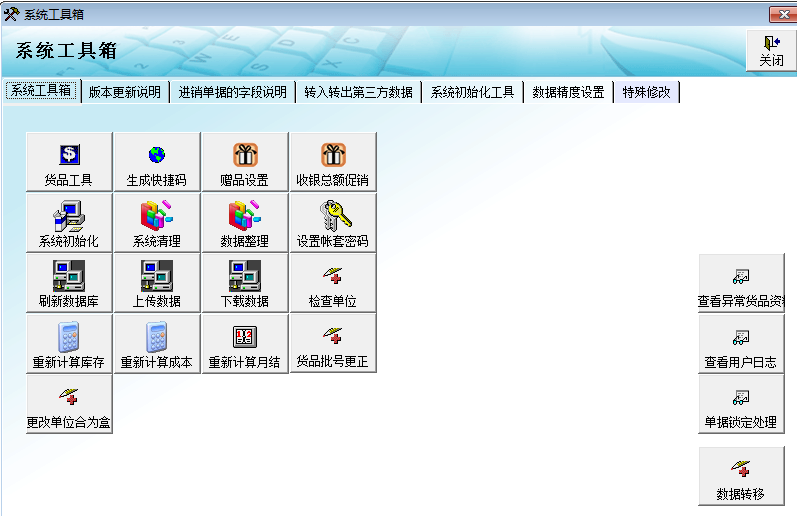 系统工具箱
系统工具箱
关闭
系统工具箱 版本更新说明 进销单据的字段说明 转入转出第三方数据 系统初始化工具 数据精度设置 特殊修改
货品工具 生成快捷码 赠品设置 收银总额促销
系统初始化 系统清理 数据整理 设置帐套密码
刷新数据库 上传数据 下载数据 检查单位 查看异常货品资
重新计算库存 重新计算成本 重新计算月结 货品批号更正 查看用户日志
更改单位合为盒 单据锁定处理
数据转移